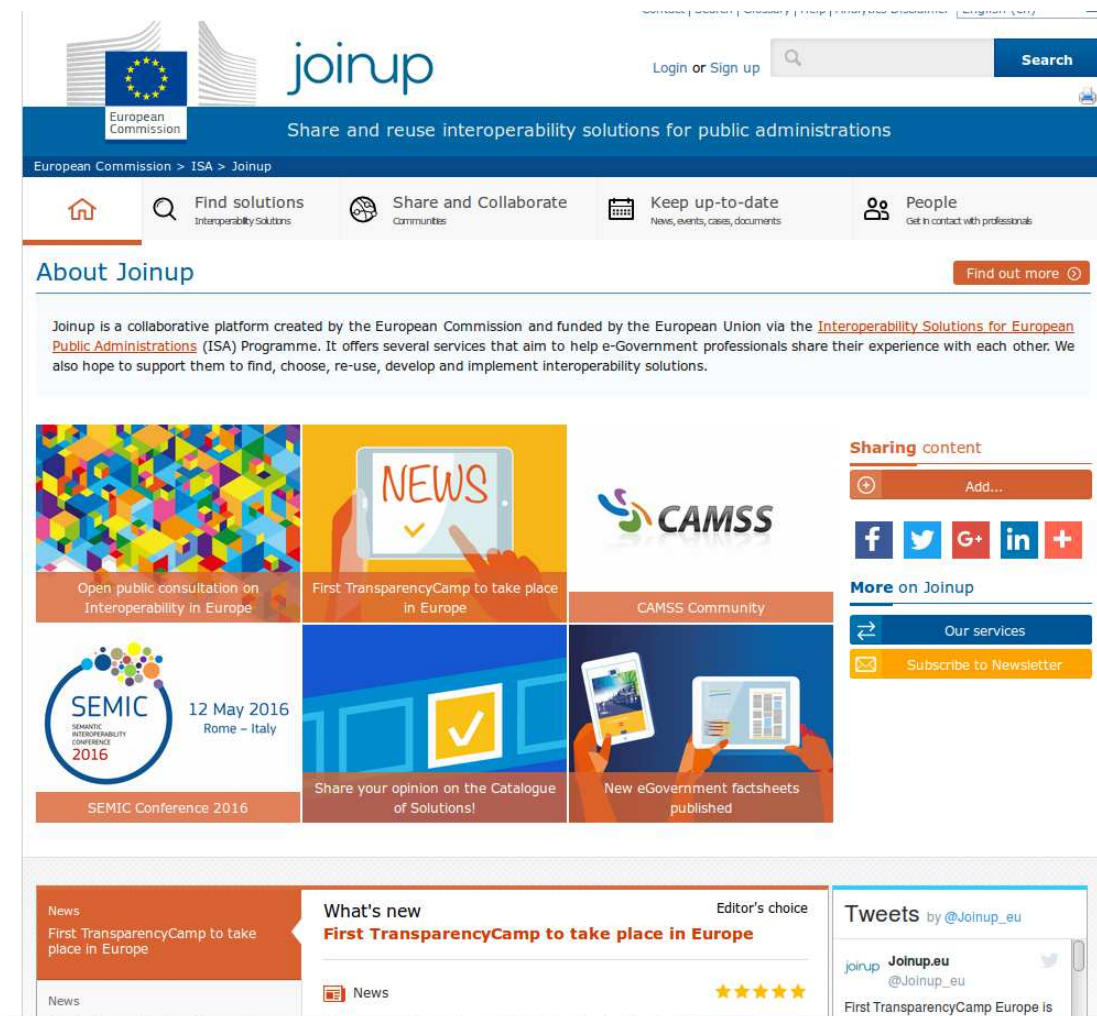 Contact | Search | Glossary | Help | Analytics Disclaimer English (en)
European
Commission
joinup
Login or Sign up
Search
Share and reuse interoperability solutions for public administrations
European Commission > ISA > Joinup
Find solutions
Interoperability Solutions
Share and Collaborate
Communities
Keep up-to-date
News, events, cases, documents
People
Get in contact with professionals
About Joinup
Find out more
Joinup is a collaborative platform created by the European Commission and funded by the European Union via the Interoperability Solutions for European
Public Administrations (ISA) Programme. It offers several services that aim to help e-Government professionals share their experience with each other. We
also hope to support them to find, choose, re-use, develop and implement interoperability solutions.
Open public consultation on
Interoperability in Europe
NEWS
First TransparencyCamp to take place
in Europe
CAMSS
CAMSS Community
Sharing content
Add...
f
G+
in
+
More on Joinup
Our services
Subscribe to Newsletter
SEMIC
SEMANTIC
INTEROPERABILITY
CONFERENCE
2016
12 May 2016
Rome – Italy
SEMIC Conference 2016
Share your opinion on the Catalogue
of Solutions!
New eGovernment factsheets
published
News
First TransparencyCamp to take
place in Europe
News
What's new
Editor's choice
First TransparencyCamp to take place in Europe
News
Tweets by @Joinup_eu
joinup
Joinup.eu
@Joinup_eu
First TransparencyCamp Europe is